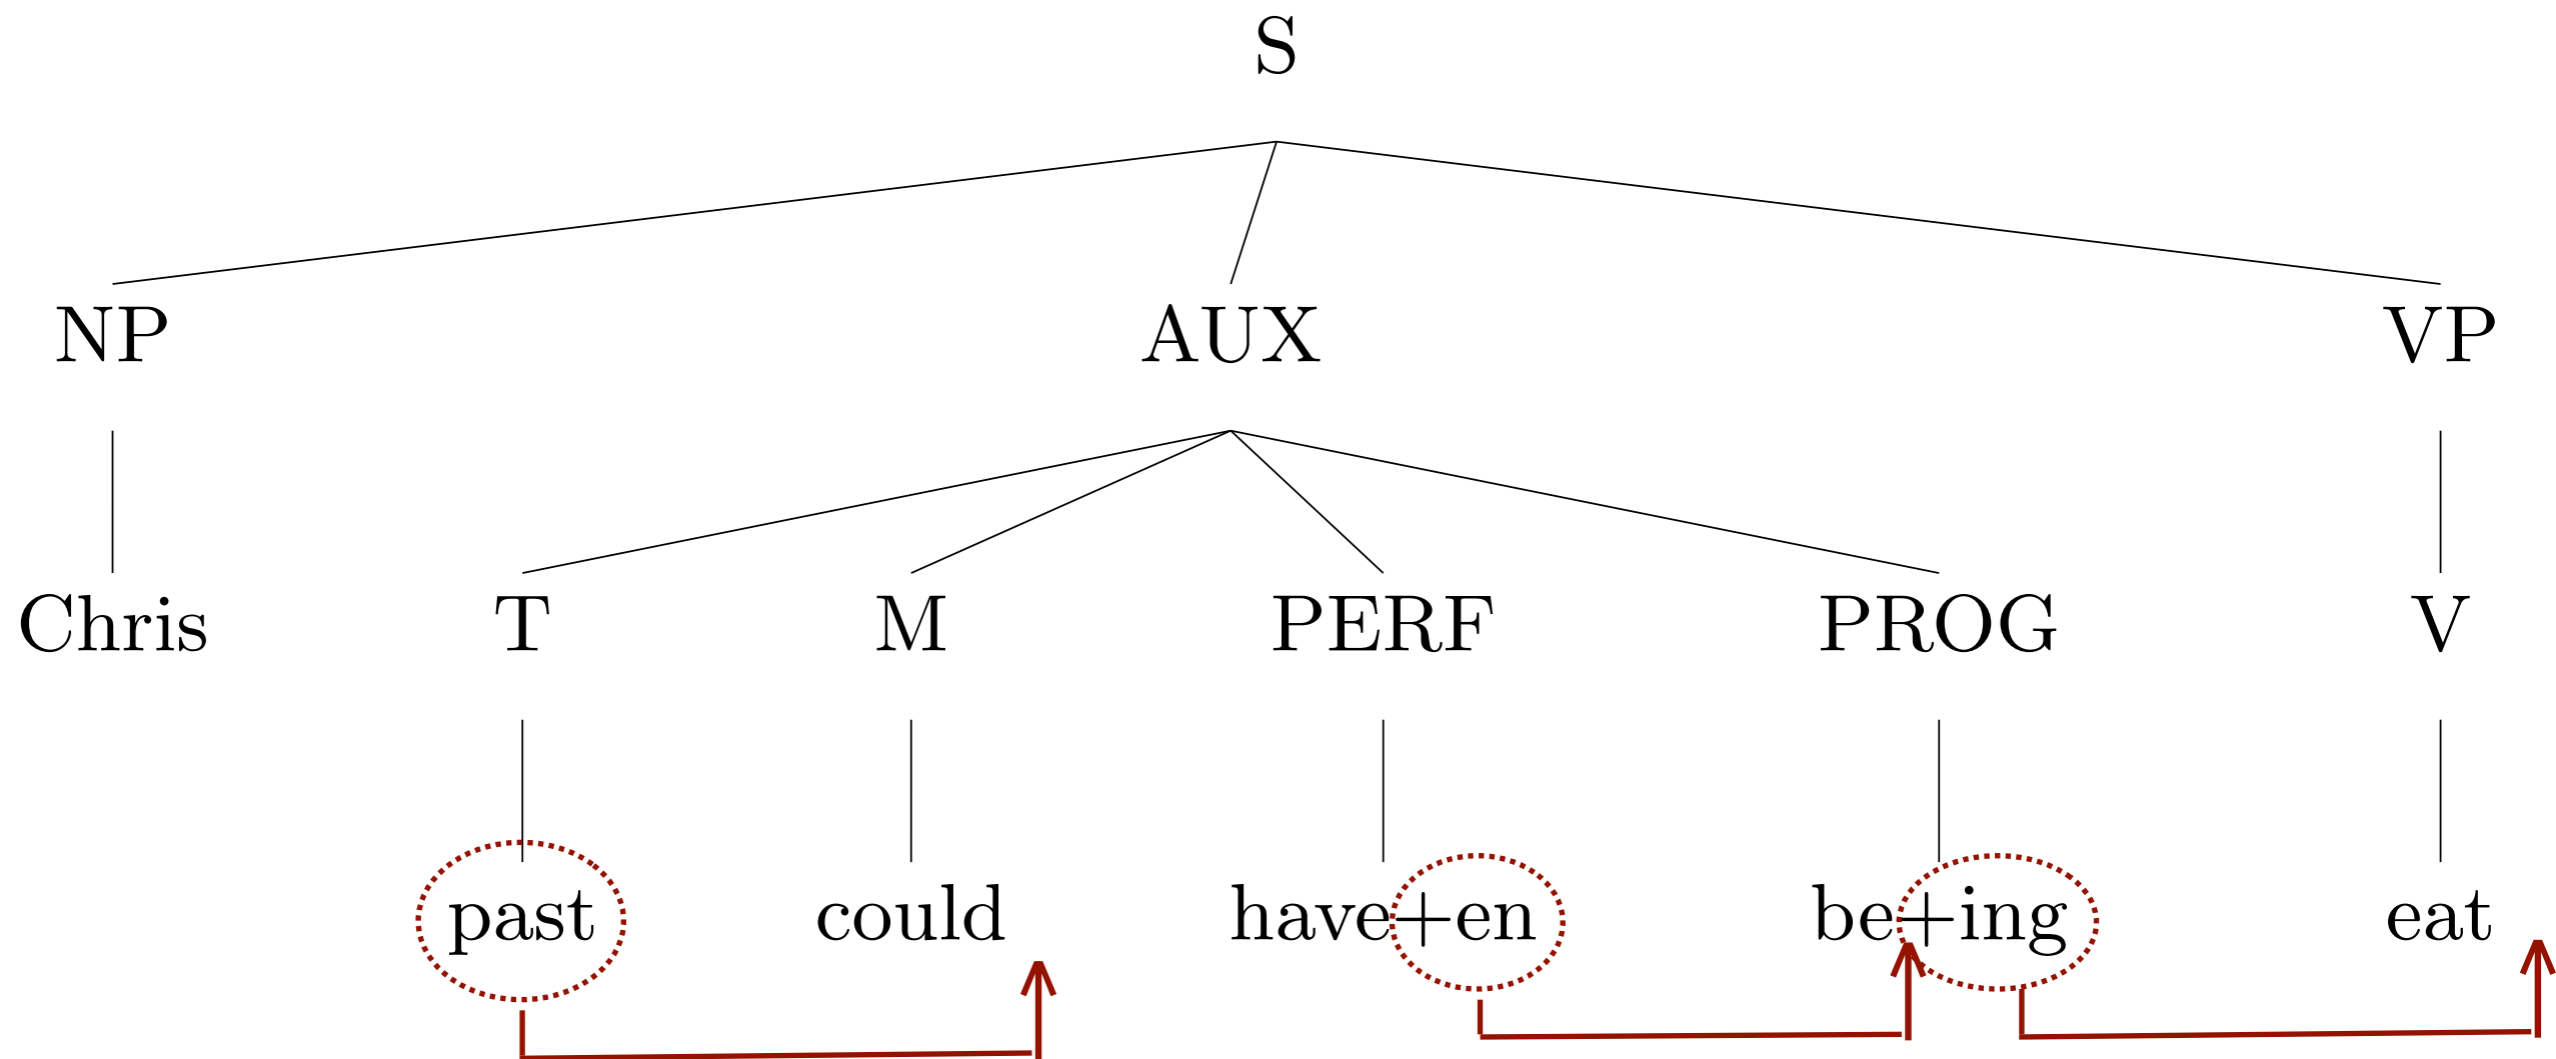 S
NP AUX VP
Chris T M PERF PROG V
past could have+en be+ing eat